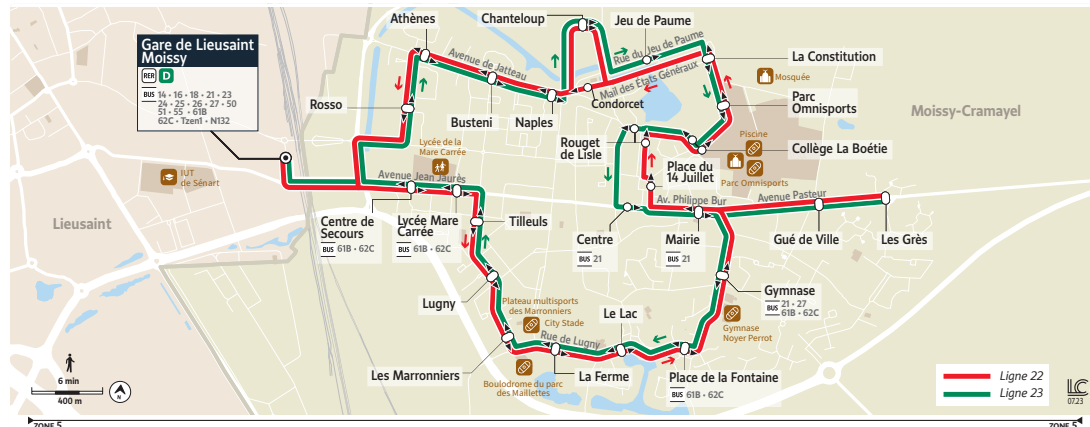 Gare de Lieusaint
Moissy
RER D
BUS 14 • 16 • 18 • 21 • 23
24 • 25 • 26 • 27 • 50
51 • 55 • 61B
62C • Tzen1 • N132
Athènes
Chanteloup
Jeu de Paume
Rue du Jeu de Paume
Avenue de Jatteau
Mail des États Généraux
La Constitution
Mosquée
Rosso
Busteni
Naples
Condorcet
Parc
Omnisports
Moissy-Cramayel
Rouget
de Lisle
Piscine
Collège La Boétie
Lycée de la
Mare Carrée
Place du
14 Juillet
Parc Omnisports
IUT
de Sénart
Avenue Jean Jaurès
Av. Philippe Bur
Avenue Pasteur
Lieusaint
Centre de
Secours
BUS 61B • 62C
Lycée Mare
Carrée
BUS 61B • 62C
Tilleuls
Centre
BUS 21
Mairie
BUS 21
Gué de Ville
Les Grès
Lugny
Gymnase
BUS 21 • 27
61B • 62C
Plateau multisports
des Marronniers
City Stade
Le Lac
Gymnase
Noyer Perrot
Rue de Lugny
Les Marronniers
La Ferme
Place de la Fontaine
BUS 61B • 62C
Boulodrome du parc
des Maillettes
6 min
400 m
N
Ligne 22
Ligne 23
LC
07.23
ZONE 5
ZONE 5